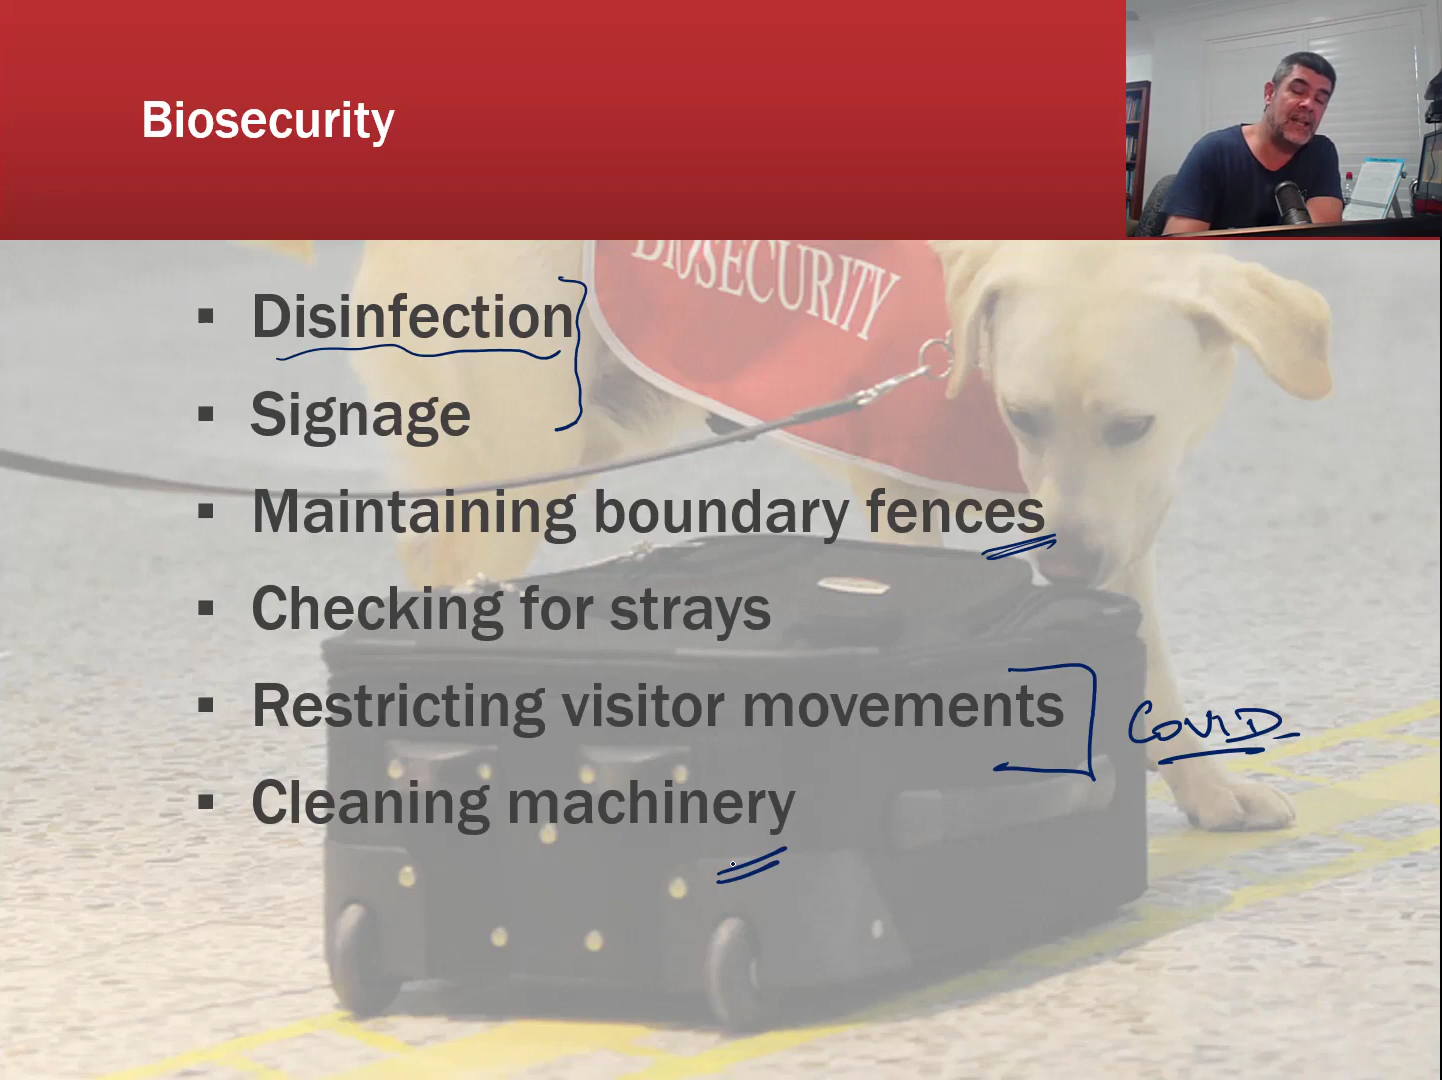 Biosecurity
BIOSECURITY
▪ Disinfection
▪ Signage
▪ Maintaining boundary fences
▪ Checking for strays
▪ Restricting visitor movements
COVID
▪ Cleaning machinery